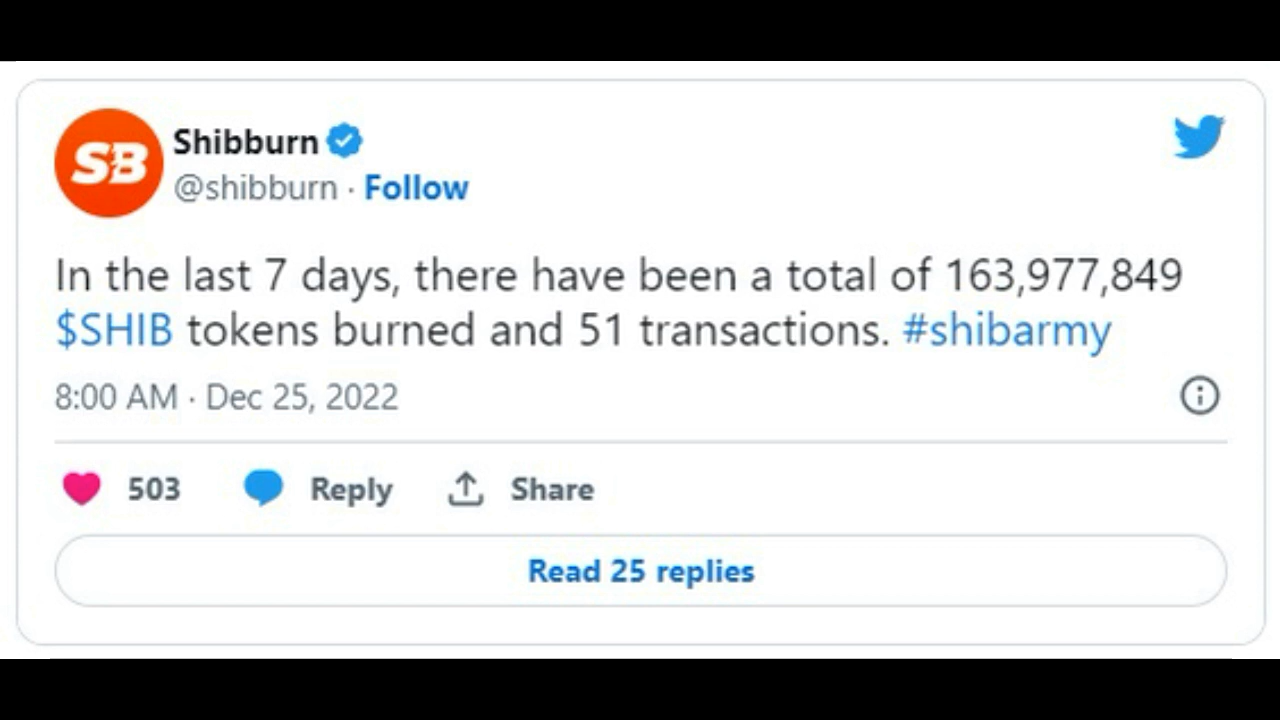 SB
Shibburn
@shibburn · Follow
In the last 7 days, there have been a total of 163,977,849
$SHIB tokens burned and 51 transactions. #shibarmy
8:00 AM · Dec 25, 2022
503 Reply Share
Read 25 replies